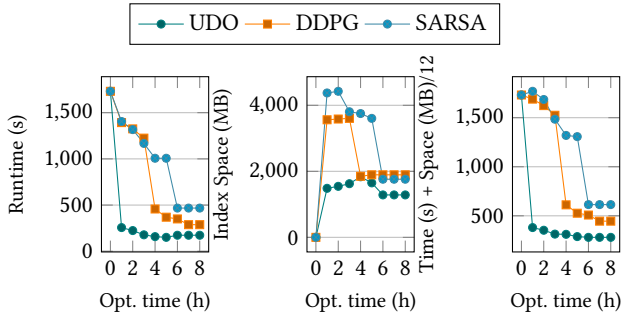 UDO DDPG SARSA
Runtime (s)
1,500
1,000
500
0
0 2 4 6 8
Opt. time (h)
Index Space (MB)
4,000
2,000
0
0 2 4 6 8
Opt. time (h)
Time (s) + Space (MB)/12
1,500
1,000
500
0 2 4 6 8
Opt. time (h)